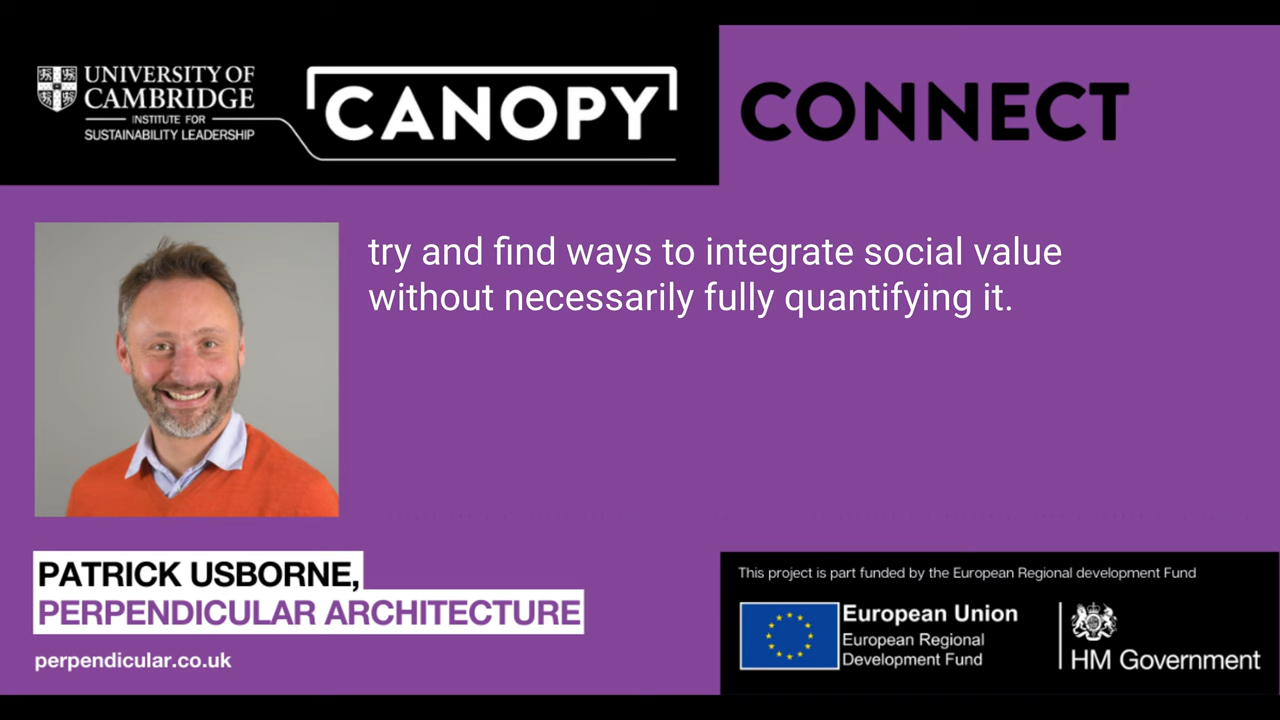 UNIVERSITY OF
CAMBRIDGE
INSTITUTE FOR
SUSTAINABILITY LEADERSHIP
CANOPY
CONNECT
try and find ways to integrate social value
without necessarily fully quantifying it.
PATRICK USBORNE,
PERPENDICULAR ARCHITECTURE
perpendicular.co.uk
This project is part funded by the European Regional development Fund
European Union
European Regional
Development Fund
HM Government